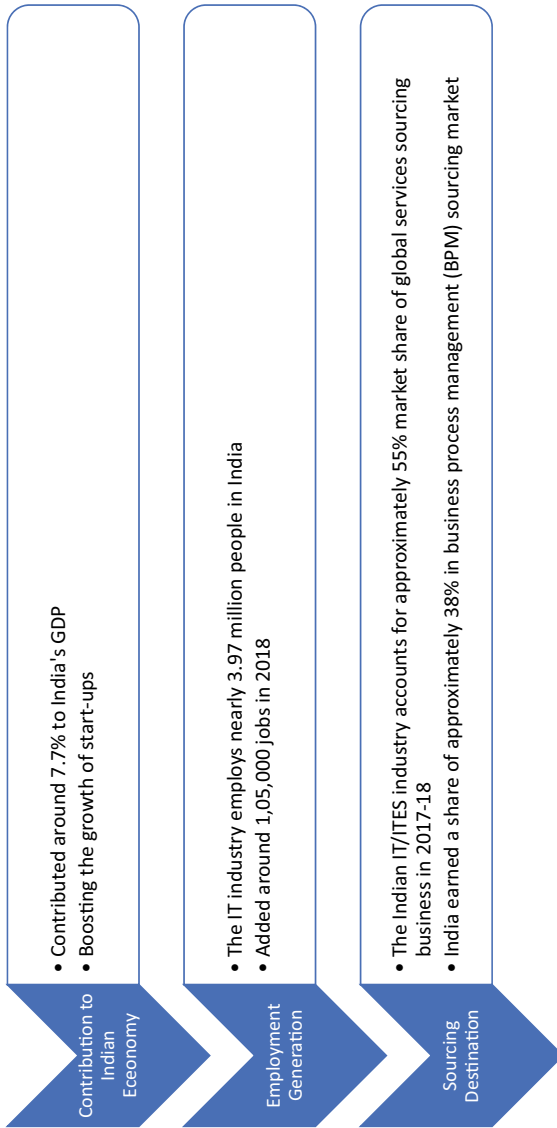 Contribution to
Indian
Eceonomy
• Contributed around 7.7% to India's GDP
• Boosting the growth of start-ups
Employment
Generation
• The IT industry employs nearly 3.97 million people in India
• Added around 1,05,000 jobs in 2018
Sourcing
Destination
• The Indian IT/ITES industry accounts for approximately 55% market share of global services sourcing
business in 2017-18
• India earned a share of approximately 38% in business process management (BPM) sourcing market